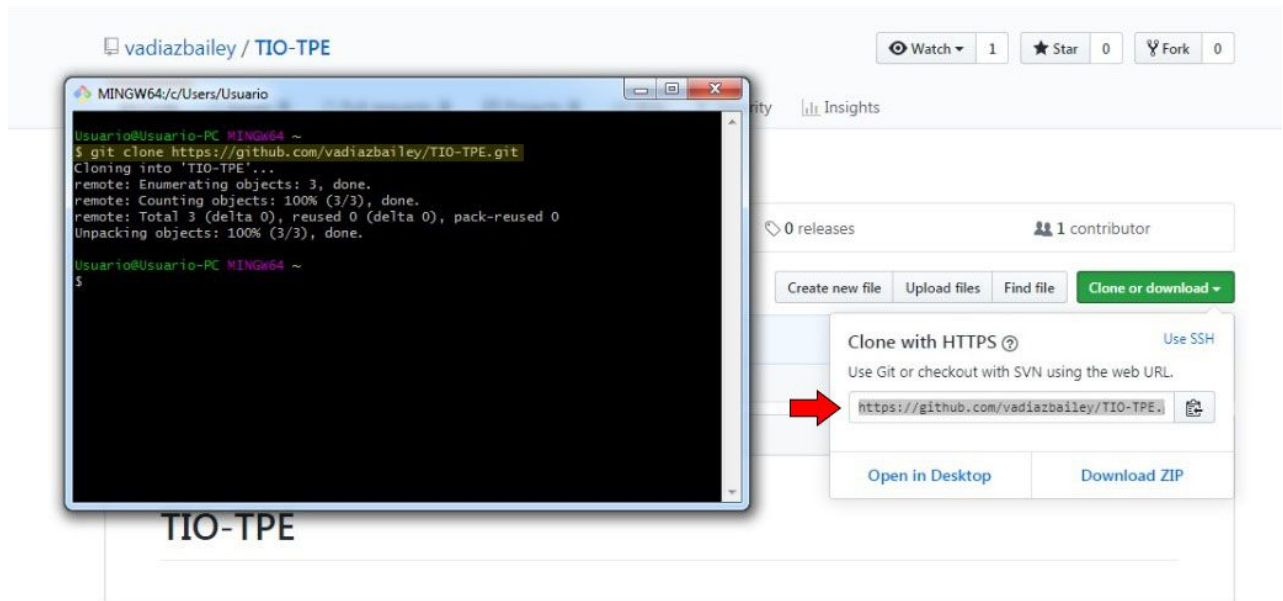 vadiazbailey / TIO-TPE
Watch 1 Star 0 Fork 0
MINGW64:/c/Users/Usuario
Insights
Usuario@Usuario-PC MINGW64 ~
$ git clone https://github.com/vadiazbailey/TIO-TPE.git
Cloning into 'TIO-TPE'...
remote: Enumerating objects: 3, done.
remote: Counting objects: 100% (3/3), done.
remote: Total 3 (delta 0), reused 0 (delta 0), pack-reused 0
Unpacking objects: 100% (3/3), done.
Usuario@Usuario-PC MINGW64 ~
$
0 releases 1 contributor
Create new file Upload files Find file Clone or download
Clone with HTTPS Use SSH
Use Git or checkout with SVN using the web URL.
https://github.com/vadiazbailey/TIO-TPE.
Open in Desktop Download ZIP
TIO-TPE